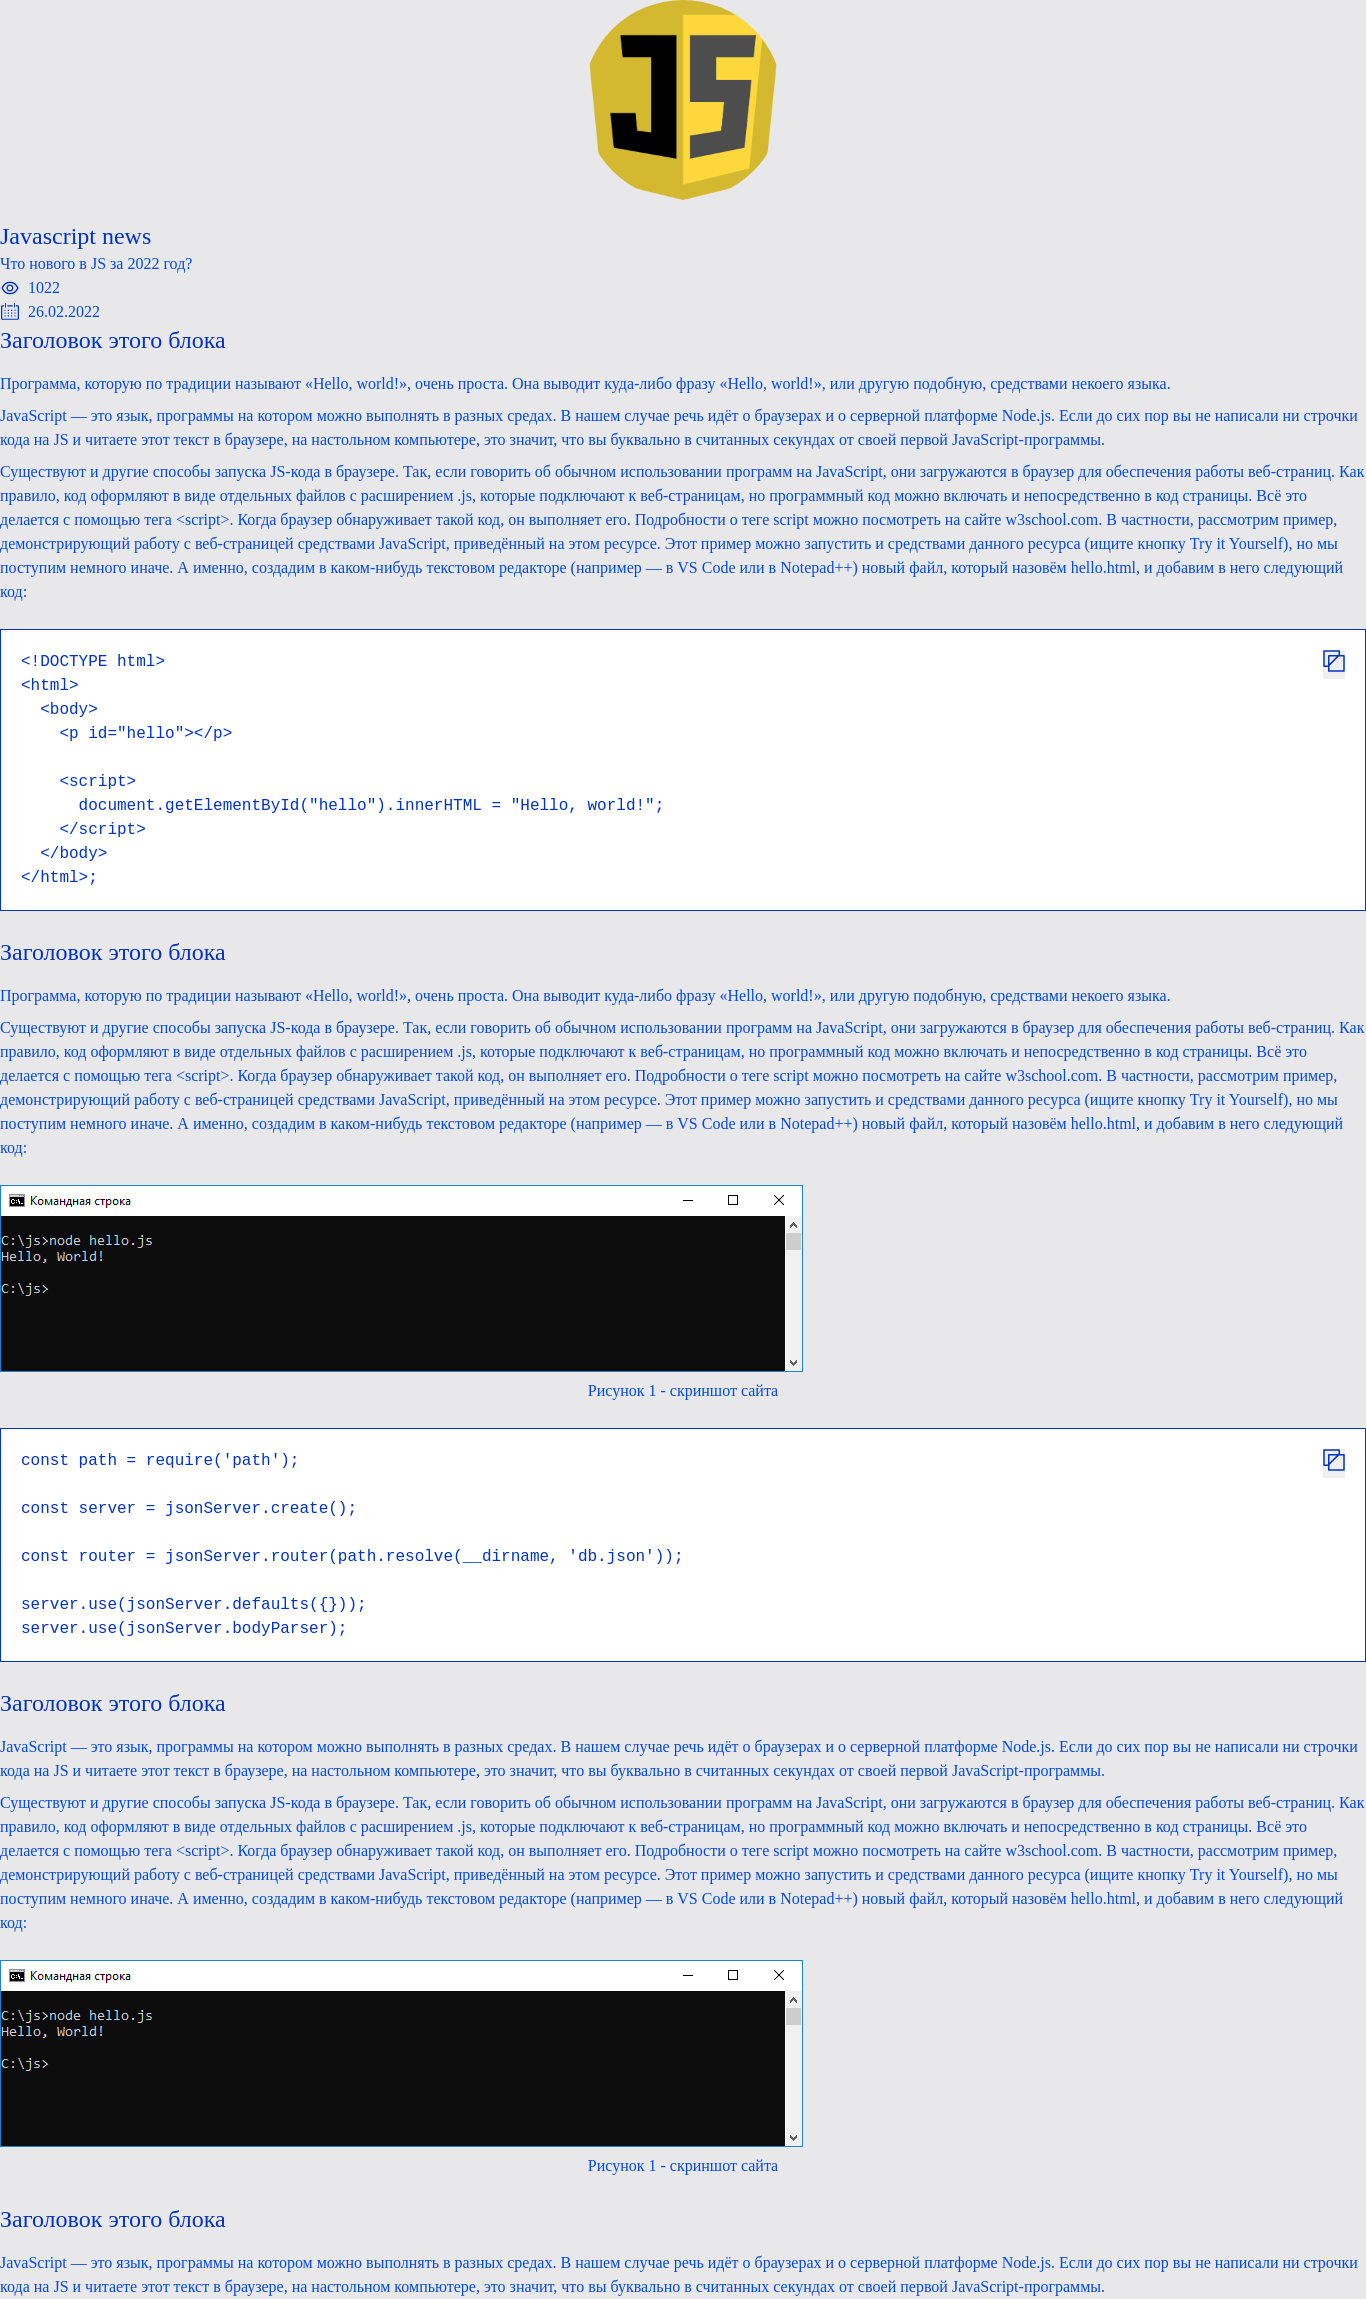 JS
Javascript news
Что нового в JS за 2022 год?
1022
26.02.2022
Заголовок этого блока
Программа, которую по традиции называют «Hello, world!», очень проста. Она выводит куда-либо фразу «Hello, world!», или другую подобную, средствами некоего языка.
JavaScript — это язык, программы на котором можно выполнять в разных средах. В нашем случае речь идёт о браузерах и о серверной платформе Node.js. Если до сих пор вы не написали ни строчки
кода на JS и читаете этот текст в браузере, на настольном компьютере, это значит, что вы буквально в считанных секундах от своей первой JavaScript-программы.
Существуют и другие способы запуска JS-кода в браузере. Так, если говорить об обычном использовании программ на JavaScript, они загружаются в браузер для обеспечения работы веб-страниц. Как
правило, код оформляют в виде отдельных файлов с расширением .js, которые подключают к веб-страницам, но программный код можно включать и непосредственно в код страницы. Всё это
делается с помощью тега <script>. Когда браузер обнаруживает такой код, он выполняет его. Подробности о теге script можно посмотреть на сайте w3school.com. В частности, рассмотрим пример,
демонстрирующий работу с веб-страницей средствами JavaScript, приведённый на этом ресурсе. Этот пример можно запустить и средствами данного ресурса (ищите кнопку Try it Yourself), но мы
поступим немного иначе. А именно, создадим в каком-нибудь текстовом редакторе (например — в VS Code или в Notepad++) новый файл, который назовём hello.html, и добавим в него следующий
код:
<!DOCTYPE html>
<html>
  <body>
    <p id="hello"></p>

    <script>
      document.getElementById("hello").innerHTML = "Hello, world!";
    </script>
  </body>
</html>;
Заголовок этого блока
Программа, которую по традиции называют «Hello, world!», очень проста. Она выводит куда-либо фразу «Hello, world!», или другую подобную, средствами некоего языка.
Существуют и другие способы запуска JS-кода в браузере. Так, если говорить об обычном использовании программ на JavaScript, они загружаются в браузер для обеспечения работы веб-страниц. Как
правило, код оформляют в виде отдельных файлов с расширением .js, которые подключают к веб-страницам, но программный код можно включать и непосредственно в код страницы. Всё это
делается с помощью тега <script>. Когда браузер обнаруживает такой код, он выполняет его. Подробности о теге script можно посмотреть на сайте w3school.com. В частности, рассмотрим пример,
демонстрирующий работу с веб-страницей средствами JavaScript, приведённый на этом ресурсе. Этот пример можно запустить и средствами данного ресурса (ищите кнопку Try it Yourself), но мы
поступим немного иначе. А именно, создадим в каком-нибудь текстовом редакторе (например — в VS Code или в Notepad++) новый файл, который назовём hello.html, и добавим в него следующий
код:
Командная строка
C:\js>node hello.js
Hello, World!
C:\js>
Рисунок 1 - скриншот сайта
const path = require('path');

const server = jsonServer.create();

const router = jsonServer.router(path.resolve(__dirname, 'db.json'));

server.use(jsonServer.defaults({}));
server.use(jsonServer.bodyParser);
Заголовок этого блока
JavaScript — это язык, программы на котором можно выполнять в разных средах. В нашем случае речь идёт о браузерах и о серверной платформе Node.js. Если до сих пор вы не написали ни строчки
кода на JS и читаете этот текст в браузере, на настольном компьютере, это значит, что вы буквально в считанных секундах от своей первой JavaScript-программы.
Существуют и другие способы запуска JS-кода в браузере. Так, если говорить об обычном использовании программ на JavaScript, они загружаются в браузер для обеспечения работы веб-страниц. Как
правило, код оформляют в виде отдельных файлов с расширением .js, которые подключают к веб-страницам, но программный код можно включать и непосредственно в код страницы. Всё это
делается с помощью тега <script>. Когда браузер обнаруживает такой код, он выполняет его. Подробности о теге script можно посмотреть на сайте w3school.com. В частности, рассмотрим пример,
демонстрирующий работу с веб-страницей средствами JavaScript, приведённый на этом ресурсе. Этот пример можно запустить и средствами данного ресурса (ищите кнопку Try it Yourself), но мы
поступим немного иначе. А именно, создадим в каком-нибудь текстовом редакторе (например — в VS Code или в Notepad++) новый файл, который назовём hello.html, и добавим в него следующий
код:
Командная строка
C:\js>node hello.js
Hello, World!
C:\js>
Рисунок 1 - скриншот сайта
Заголовок этого блока
JavaScript — это язык, программы на котором можно выполнять в разных средах. В нашем случае речь идёт о браузерах и о серверной платформе Node.js. Если до сих пор вы не написали ни строчки
кода на JS и читаете этот текст в браузере, на настольном компьютере, это значит, что вы буквально в считанных секундах от своей первой JavaScript-программы.